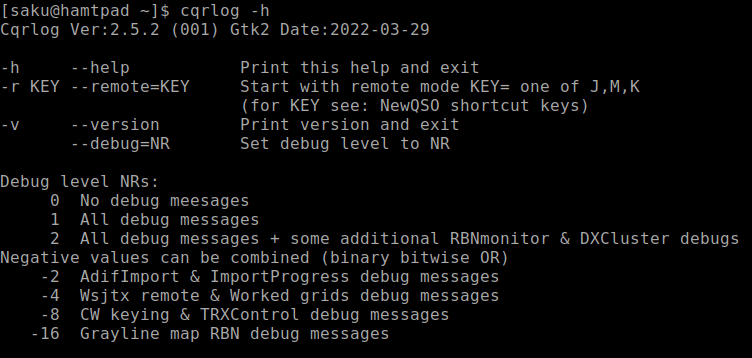 [saku@hamtpad ~]$ cqrlog -h
Cqrlog Ver:2.5.2 (001) Gtk2 Date:2022-03-29

-h     --help           Print this help and exit
-r KEY --remote=KEY     Start with remote mode KEY= one of J,M,K
                        (for KEY see: NewQSO shortcut keys)
-v     --version        Print version and exit
       --debug=NR       Set debug level to NR

Debug level NRs:
     0  No debug meesages
     1  All debug messages
     2  All debug messages + some additional RBNmonitor & DXCluster debugs
Negative values can be combined (binary bitwise OR)
    -2  AdifImport & ImportProgress debug messages
    -4  Wsjtx remote & Worked grids debug messages
    -8  CW keying & TRXControl debug messages
   -16  Grayline map RBN debug messages